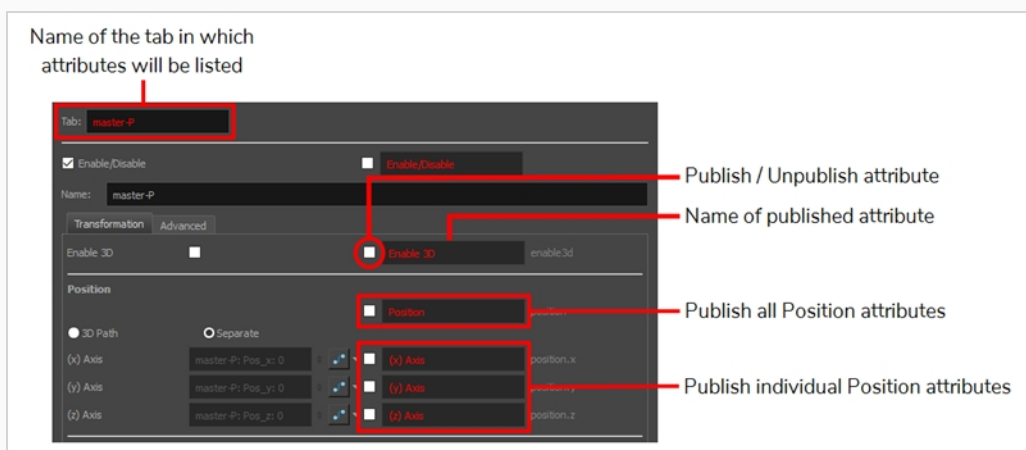 Name of the tab in which
attributes will be listed
Tab: master-P
Enable/Disable Enable/Disable
Publish / Unpublish attribute
Name: master-P
Name of published attribute
Transformation Advanced
Enable 3D Enable 3D enable3d
Position
Position
Publish all Position attributes
3D Path Separate
(x) Axis master-P: Pos_x: 0 (x) Axis position.x
(y) Axis master-P: Pos_y: 0 (y) Axis
Publish individual Position attributes
(z) Axis master-P: Pos_z: 0 (z) Axis position.z